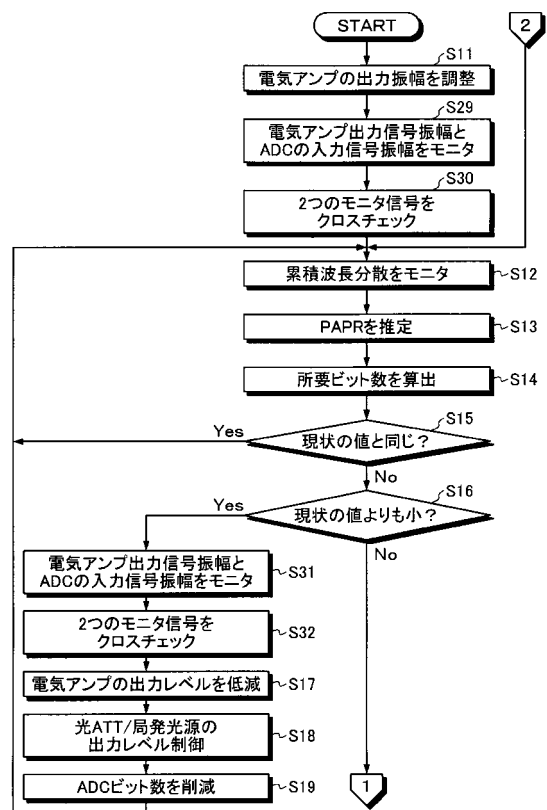 START
2
S11
電気アンプの出力振幅を調整
S29
電気アンプ出力信号振幅と
ADCの入力信号振幅をモニタ
S30
2つのモニタ信号を
クロスチェック
累積波長分散をモニタ
S12
PAPRを推定
S13
所要ビット数を算出
S14
S15
Yes
現状の値と同じ?
No
S16
Yes
現状の値よりも小?
No
電気アンプ出力信号振幅と
ADCの入力信号振幅をモニタ
S31
2つのモニタ信号を
クロスチェック
S32
電気アンプの出力レベルを低減
S17
光ATT/局発光源の
出力レベル制御
S18
ADCビット数を削減
S19
1